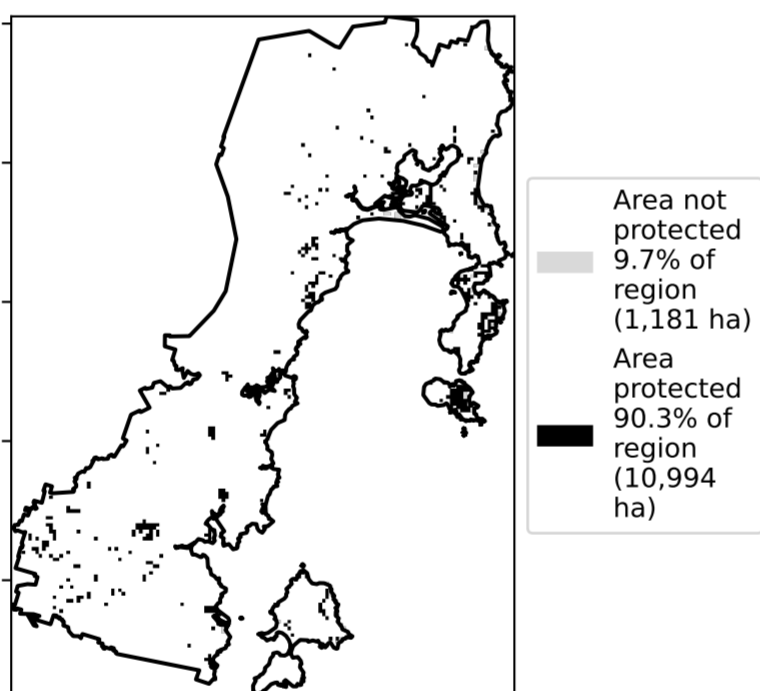 Area not
protected
9.7% of
region
(1,181 ha)
Area
protected
90.3% of
region
(10,994
ha)